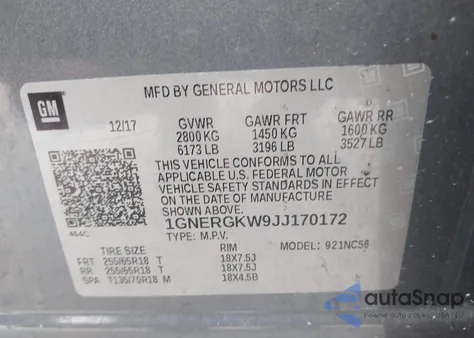 MFD BY GENERAL MOTORS LLC
GM
12/17 GVWR GAWR FRT GAWR RR
2800 KG 1450 KG 1600 KG
6173 LB 3196 LB 3527 LB
THIS VEHICLE CONFORMS TO ALL
APPLICABLE U.S. FEDERAL MOTOR
VEHICLE SAFETY STANDARDS IN EFFECT
ON THE DATE OF MANUFACTURE
SHOWN ABOVE.
1GNERGKW9JJ170172
TYPE: M.P.V. MODEL: 921NC56
TIRE SIZE RIM
FRT 255/65R18 T 18X7.5J
RR 255/65R18 T 18X7.5J
SPA T135/70R18 M 18X4.5B
autoSnap